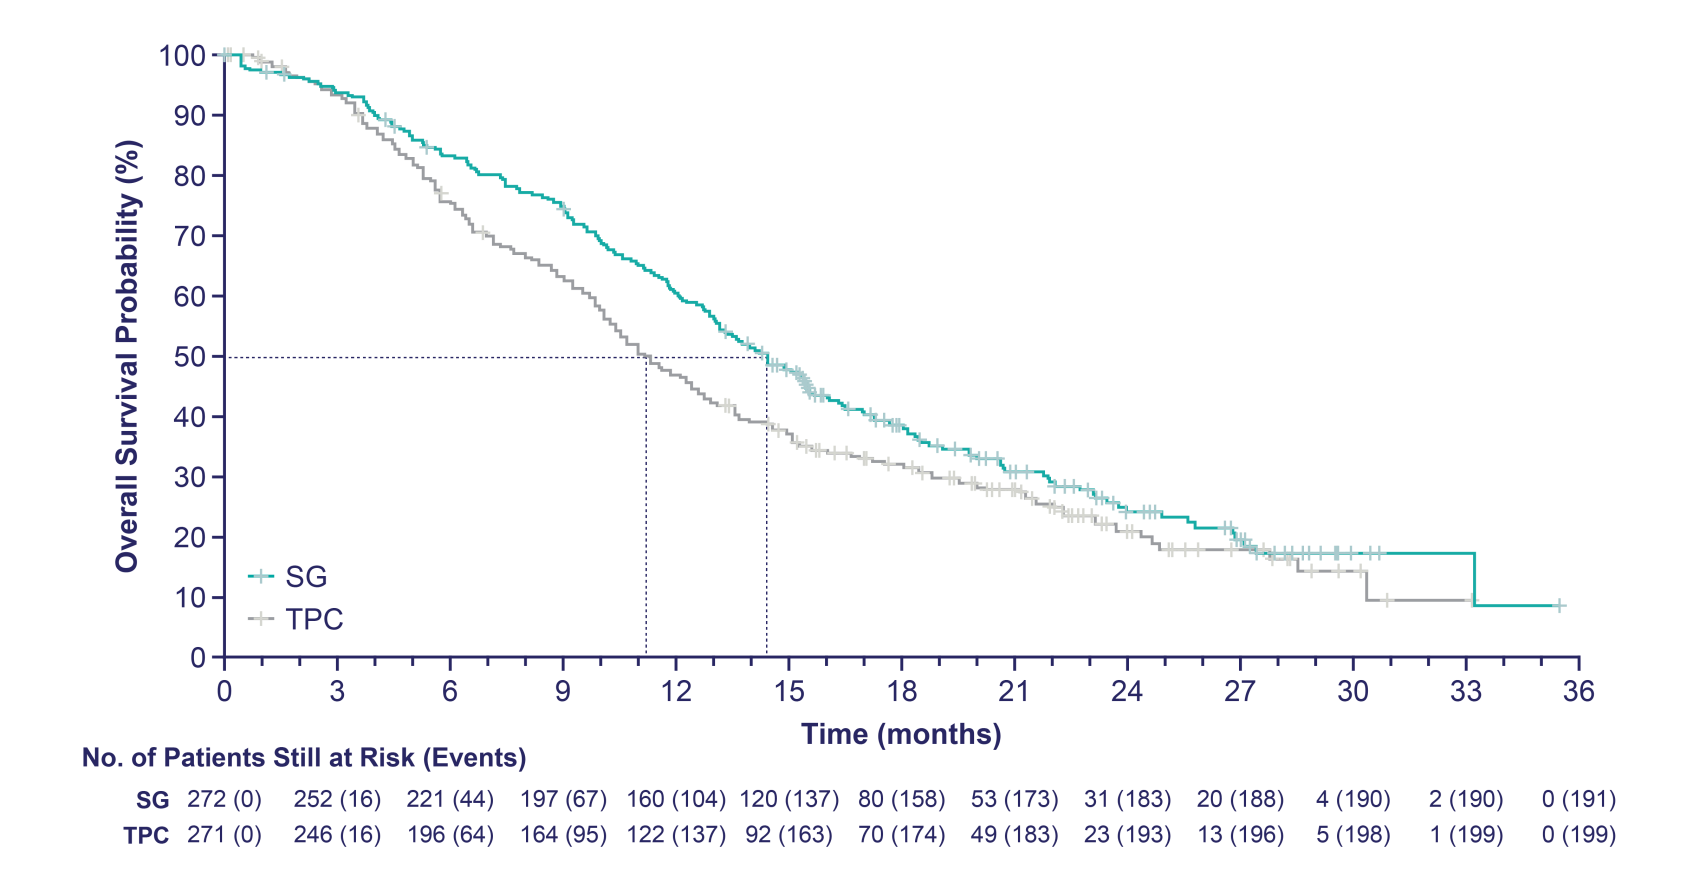 100
90
80
70
60
50
40
30
20
10
0
Overall Survival Probability (%)
SG
TPC
0 3 6 9 12 15 18 21 24 27 30 33 36
Time (months)
No. of Patients Still at Risk (Events)
SG 272 (0) 252 (16) 221 (44) 197 (67) 160 (104) 120 (137) 80 (158) 53 (173) 31 (183) 20 (188) 4 (190) 2 (190) 0 (191)
TPC 271 (0) 246 (16) 196 (64) 164 (95) 122 (137) 92 (163) 70 (174) 49 (183) 23 (193) 13 (196) 5 (198) 1 (199) 0 (199)